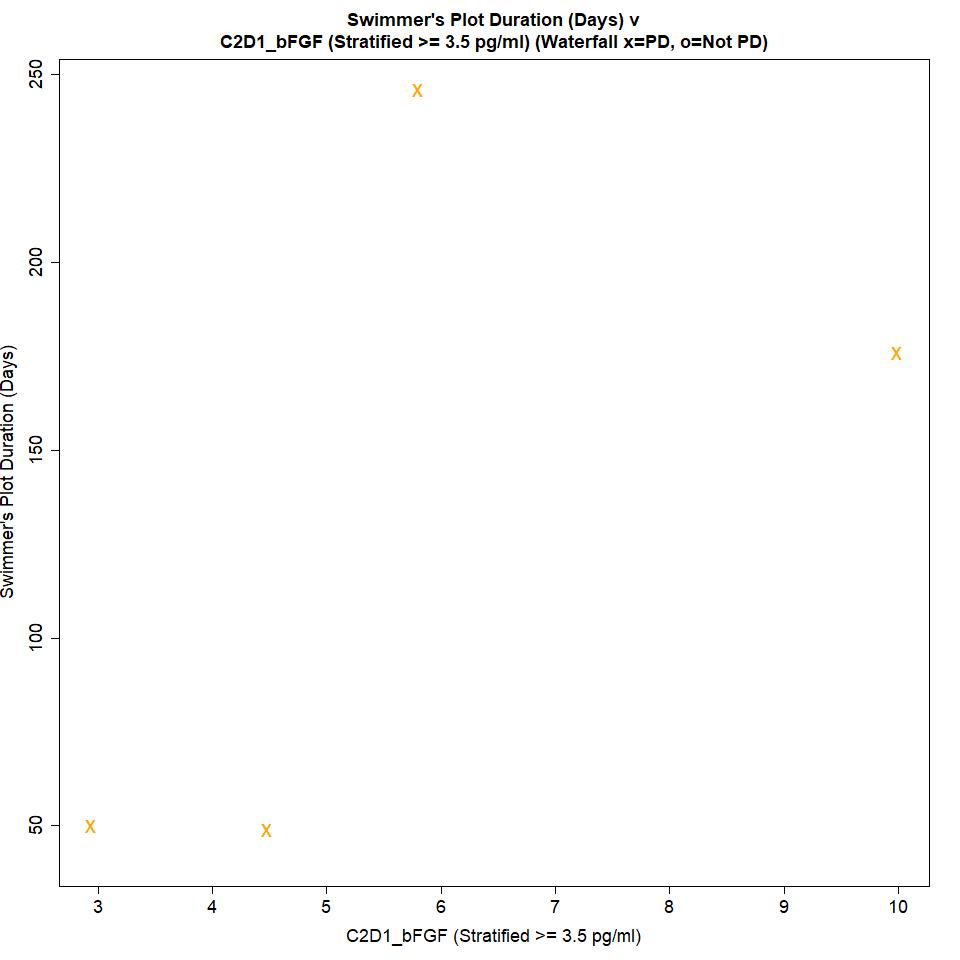 Swimmer's Plot Duration (Days) v
C2D1_bFGF (Stratified >= 3.5 pg/ml) (Waterfall x=PD, o=Not PD)
250
200
150
100
50
Swimmer's Plot Duration (Days)
X
X
X
X
3 4 5 6 7 8 9 10
C2D1_bFGF (Stratified >= 3.5 pg/ml)